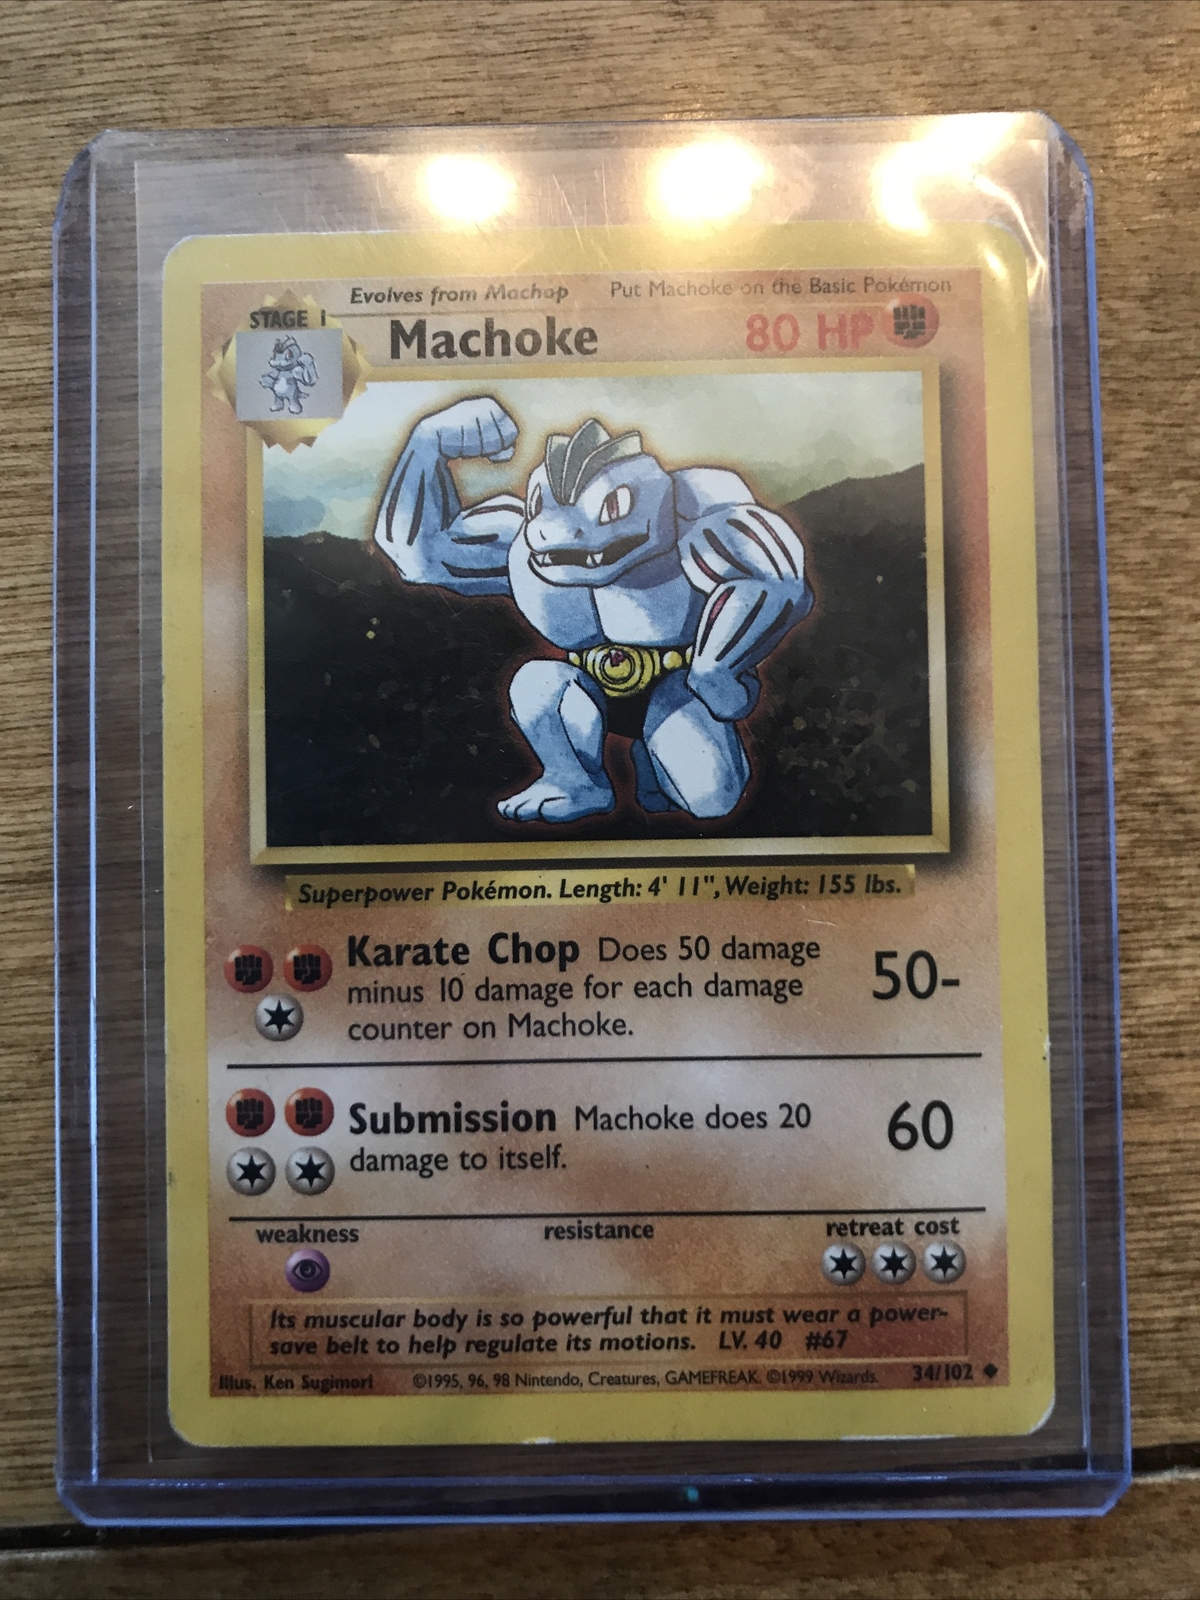 Evolves from Machop Put Machoke on the Basic Pokémon
STAGE 1
Machoke 80 HP
Superpower Pokémon. Length: 4' 11", Weight: 155 lbs.
Karate Chop Does 50 damage
minus 10 damage for each damage
counter on Machoke.
50-
Submission Machoke does 20
damage to itself.
60
weakness resistance retreat cost
Its muscular body is so powerful that it must wear a power-
save belt to help regulate its motions. LV. 40 #67
Illus. Ken Sugimori ©1995, 96, 98 Nintendo, Creatures, GAMEFREAK. ©1999 Wizards. 34/102